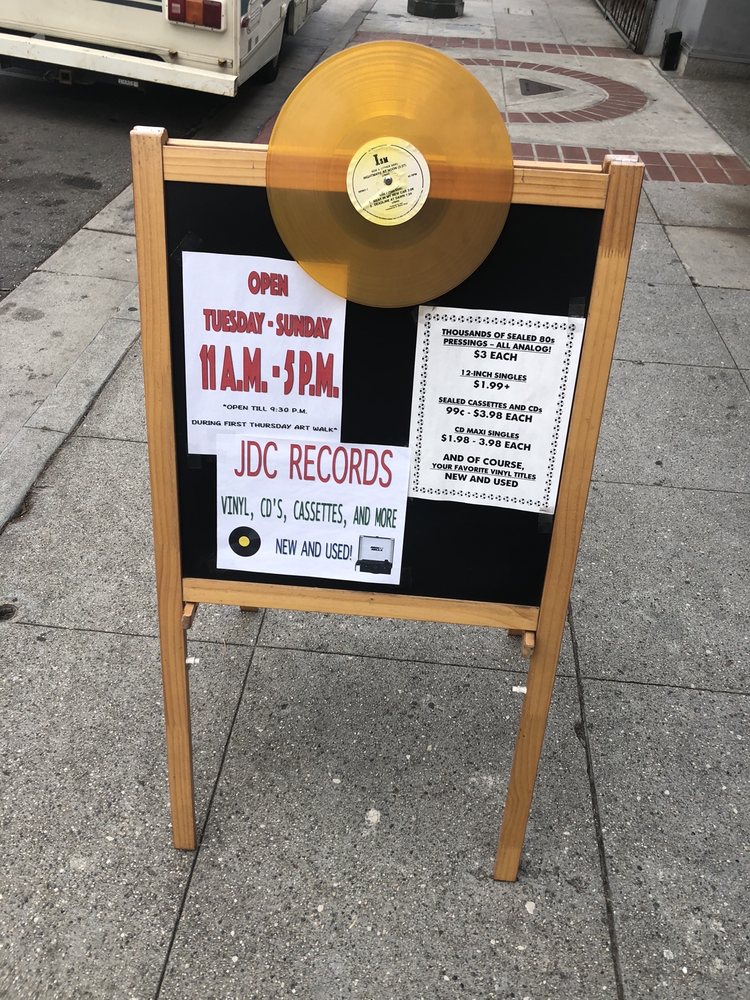 OPEN
TUESDAY - SUNDAY
11 A.M. - 5 P.M.
*OPEN TILL 9:30 P.M.
DURING FIRST THURSDAY ART WALK*
JDC RECORDS
VINYL, CD'S, CASSETTES, AND MORE
NEW AND USED!
THOUSANDS OF SEALED 80s
PRESSINGS – ALL ANALOG!
$3 EACH
12-INCH SINGLES
$1.99+
SEALED CASSETTES AND CDs
99¢ - $3.98 EACH
CD MAXI SINGLES
$1.98 - 3.98 EACH
AND OF COURSE,
YOUR FAVORITE VINYL TITLES
NEW AND USED